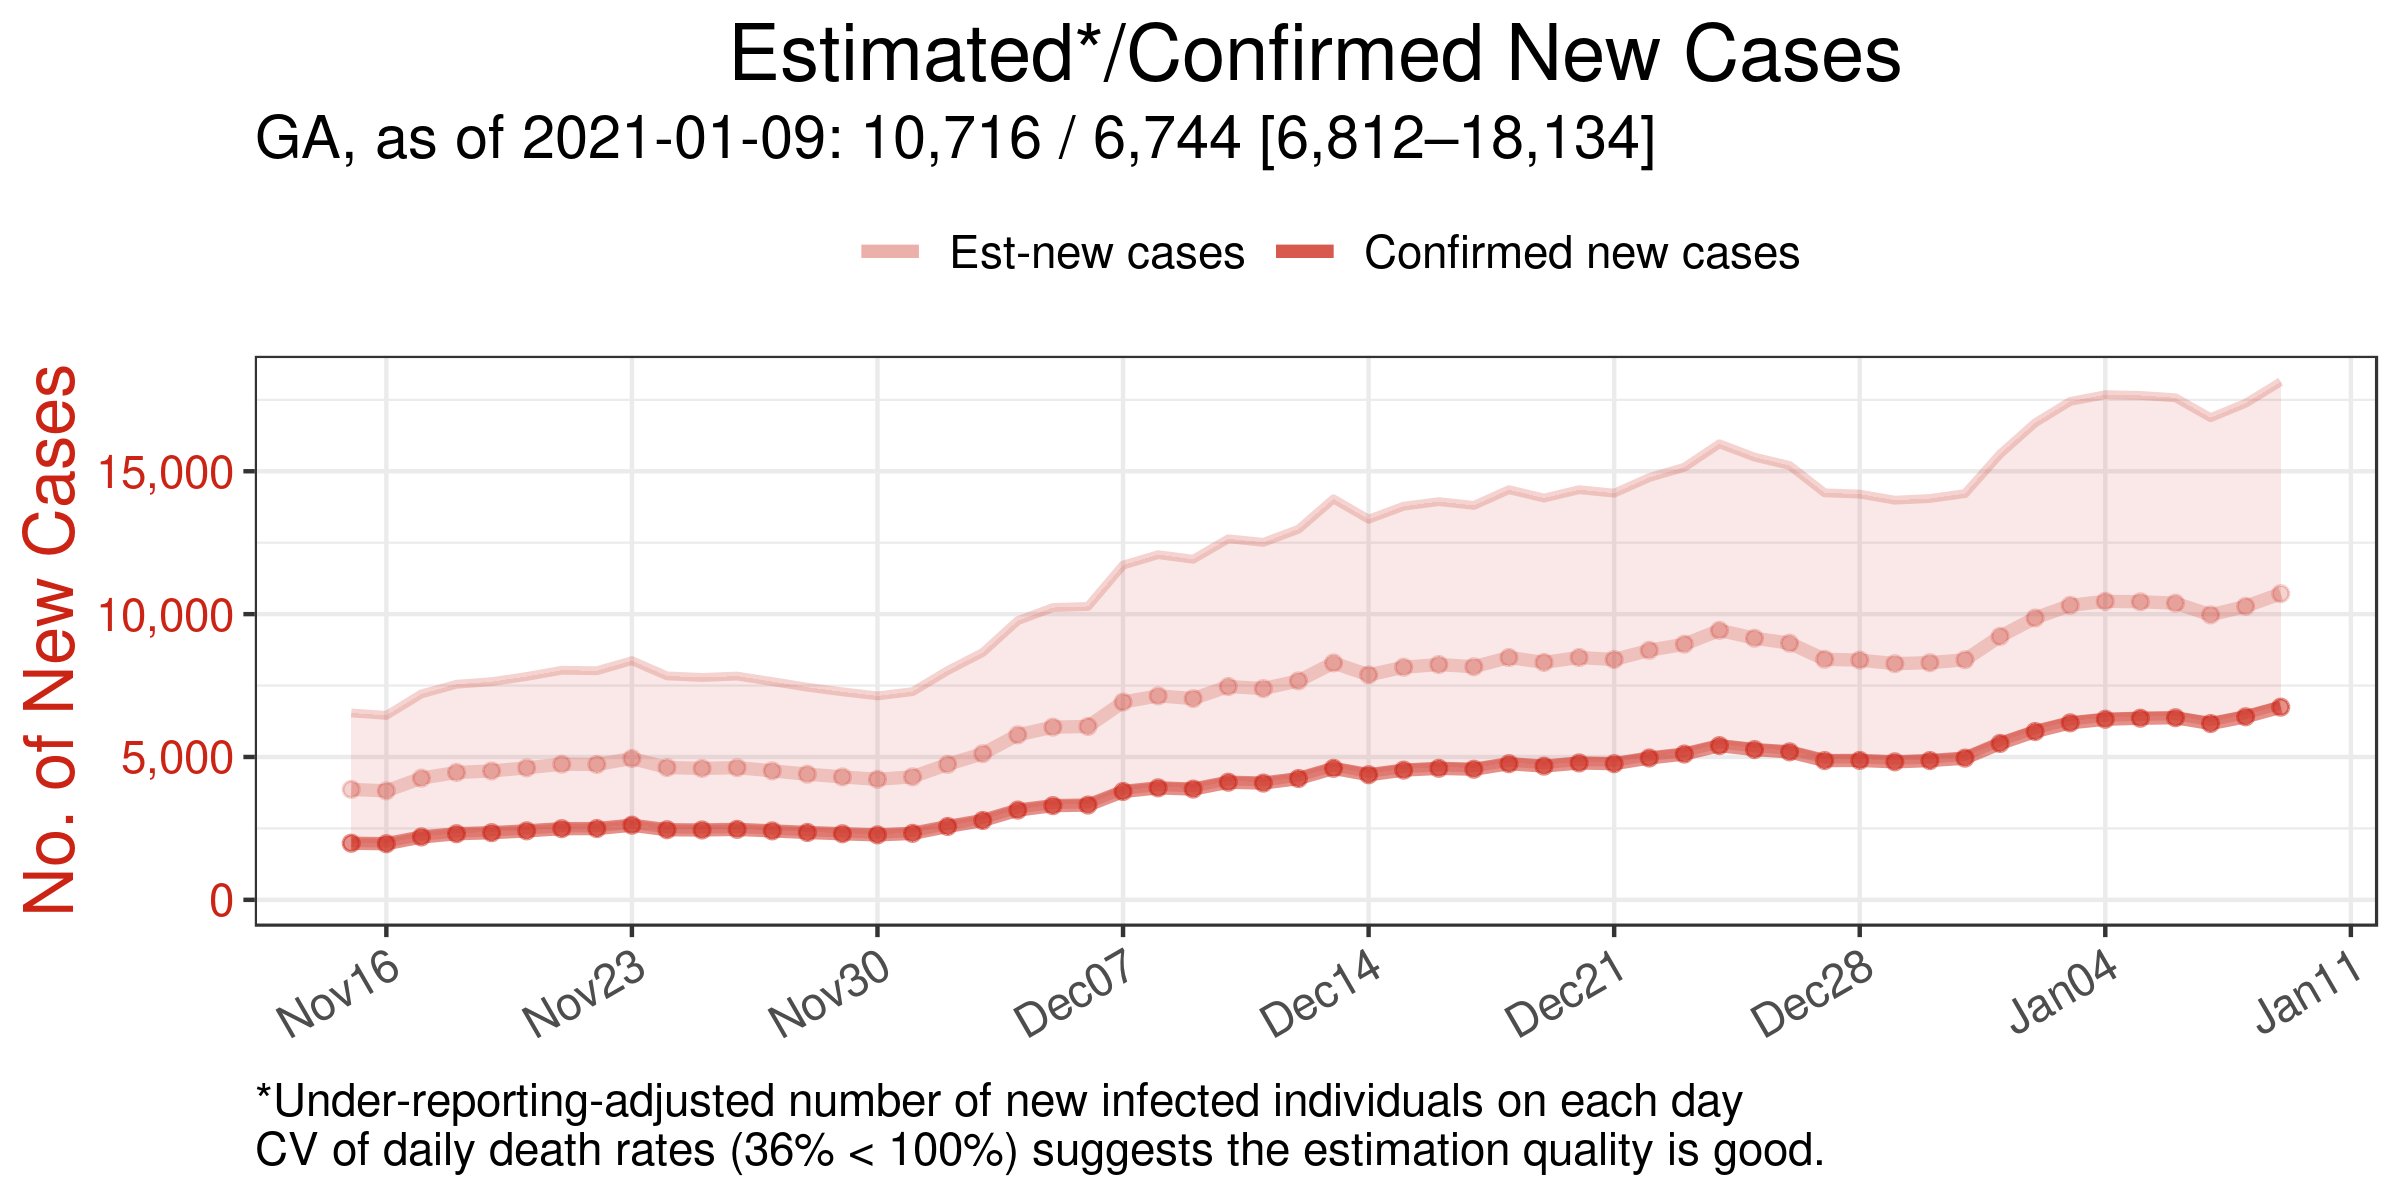 Estimated*/Confirmed New Cases
GA, as of 2021-01-09: 10,716 / 6,744 [6,812–18,134]
Est-new cases
Confirmed new cases
No. of New Cases
15,000
10,000
5,000
0
Nov16
Nov23
Nov30
Dec07
Dec14
Dec21
Dec28
Jan04
Jan11
*Under-reporting-adjusted number of new infected individuals on each day
CV of daily death rates (36% < 100%) suggests the estimation quality is good.